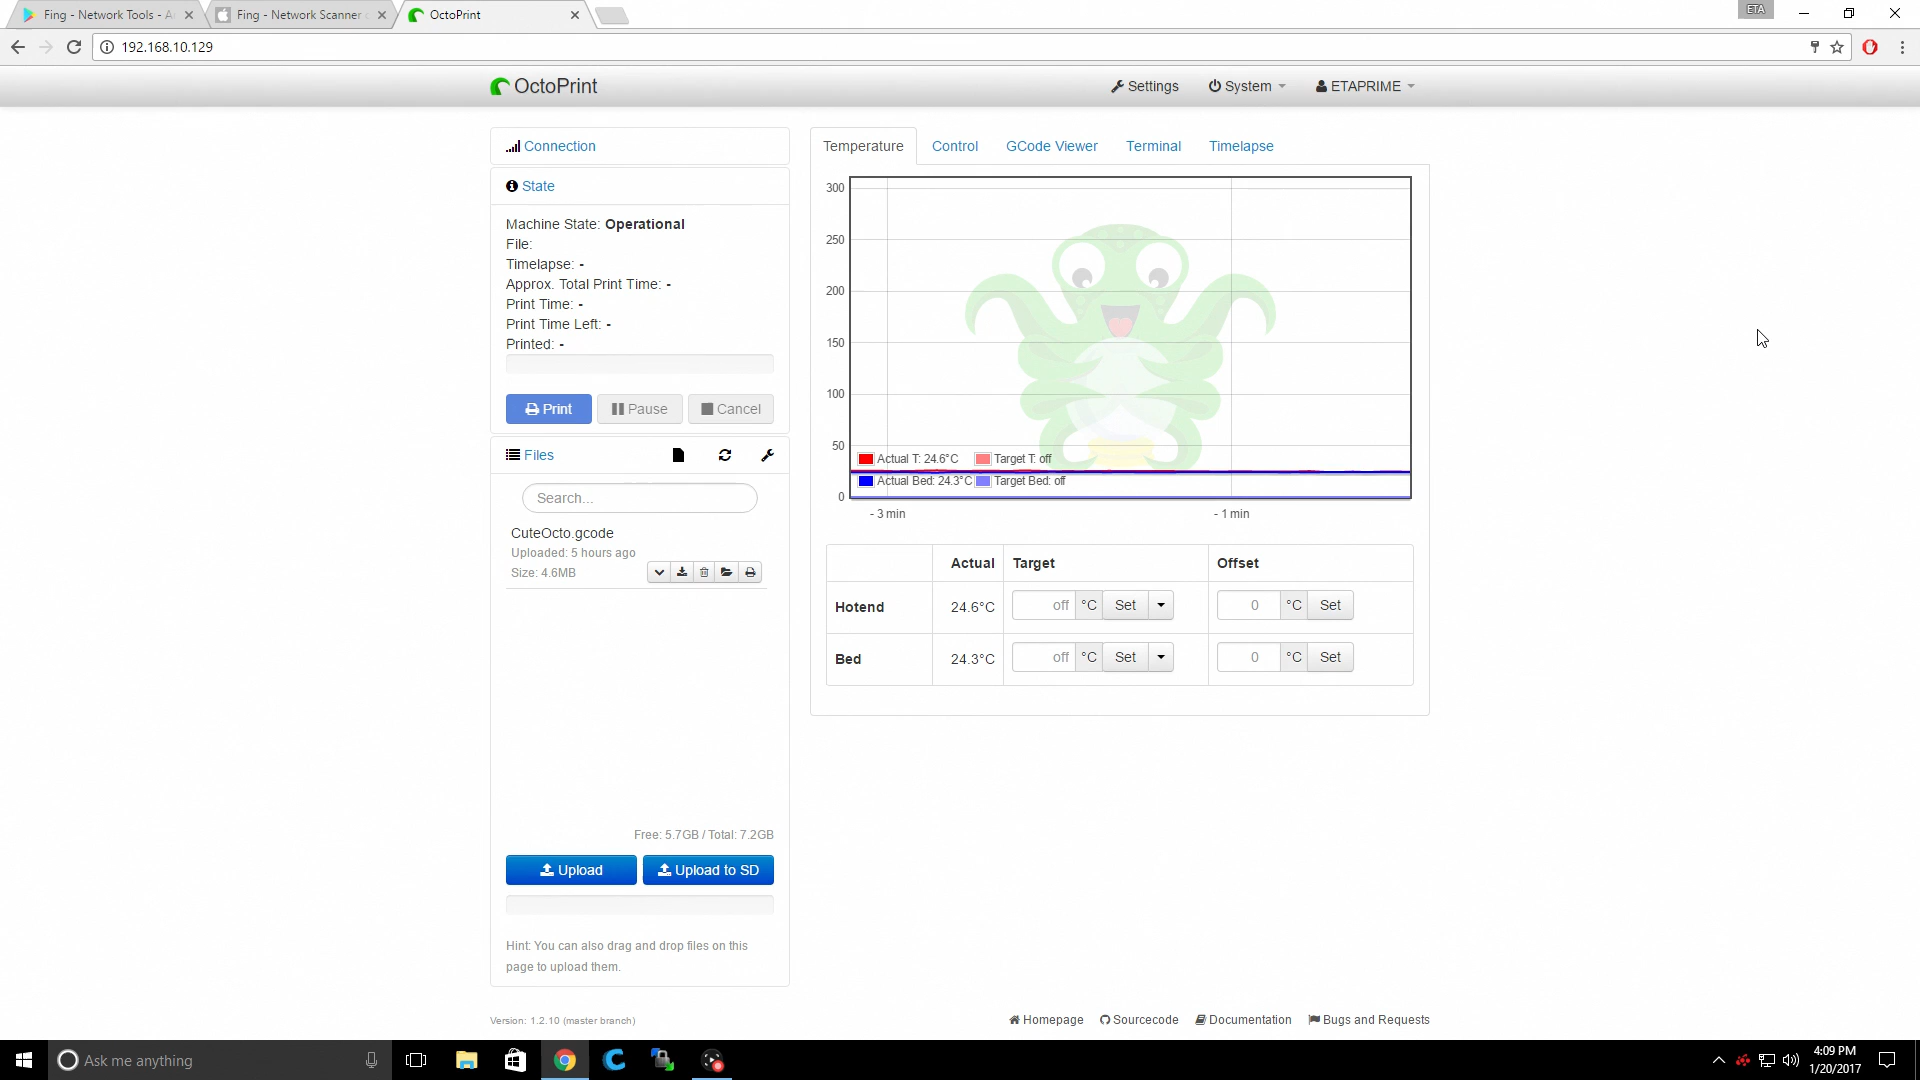 Fing - Network Tools - A
Fing - Network Scanner
OctoPrint
ETA
192.168.10.129
OctoPrint
Settings
System
ETAPRIME
Connection
State
Machine State: Operational
File:
Timelapse: -
Approx. Total Print Time: -
Print Time: -
Print Time Left: -
Printed: -
Print
Pause
Cancel
Files
Search...
CuteOcto.gcode
Uploaded: 5 hours ago
Size: 4.6MB
Free: 5.7GB / Total: 7.2GB
Upload
Upload to SD
Hint: You can also drag and drop files on this
page to upload them.
Temperature
Control
GCode Viewer
Terminal
Timelapse
300
250
200
150
100
50
0
Actual T: 24.6°C
Target T: off
Actual Bed: 24.3°C
Target Bed: off
- 3 min
- 1 min
Actual
Target
Offset
Hotend
24.6°C
off
°C
Set
0
°C
Set
Bed
24.3°C
off
°C
Set
0
°C
Set
Version: 1.2.10 (master branch)
Homepage
Sourcecode
Documentation
Bugs and Requests
Ask me anything
4:09 PM
1/20/2017